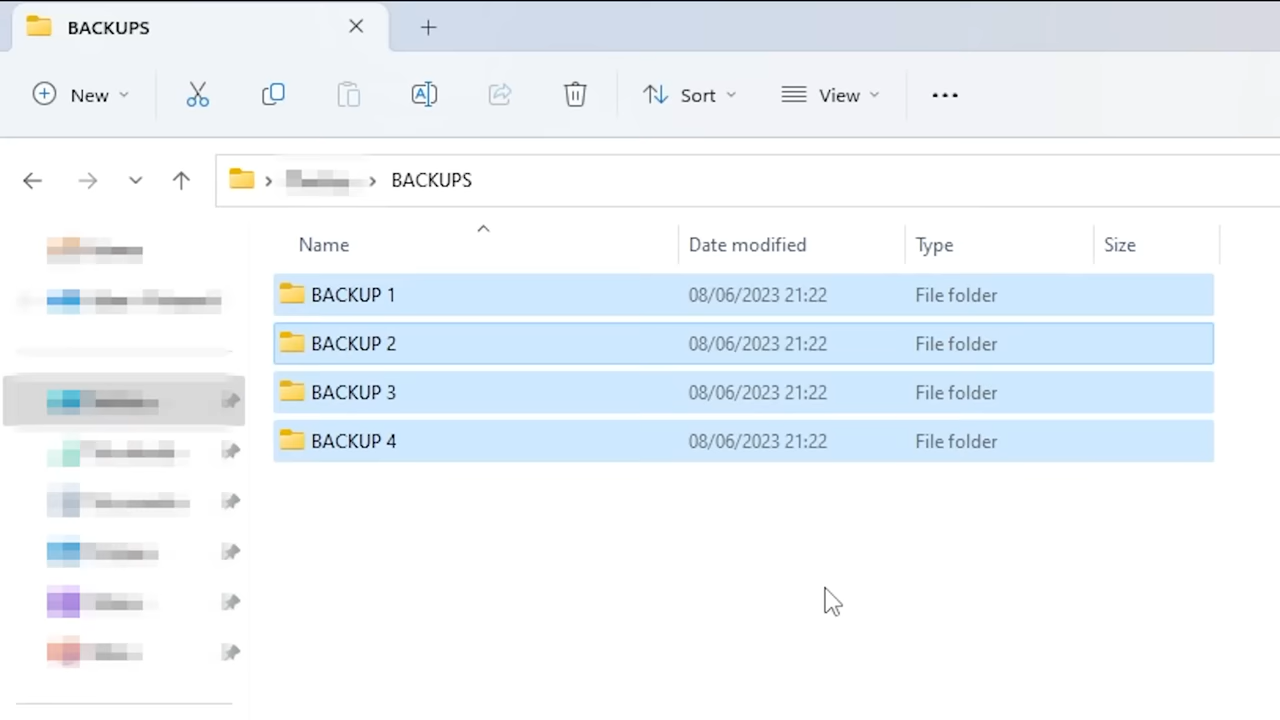 BACKUPS
New Sort View
BACKUPS
Name Date modified Type Size
BACKUP 1 08/06/2023 21:22 File folder
BACKUP 2 08/06/2023 21:22 File folder
BACKUP 3 08/06/2023 21:22 File folder
BACKUP 4 08/06/2023 21:22 File folder